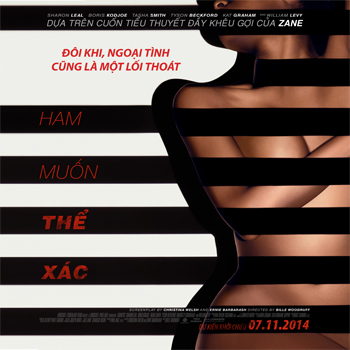 SHARON LEAL BORIS KODJOE TASHA SMITH TYSON BECKFORD KAT GRAHAM AND WILLIAM LEVY
DỰA TRÊN CUỐN TIỂU THUYẾT ĐẦY KHÊU GỢI CỦA ZANE
ĐÔI KHI, NGOẠI TÌNH
CŨNG LÀ MỘT LỐI THOÁT
HAM
MUỐN
THỂ
XÁC
SCREENPLAY BY CHRISTINA WELSH AND ERNIE BARBARASH DIRECTED BY BILLE WOODRUFF
07.11.2014